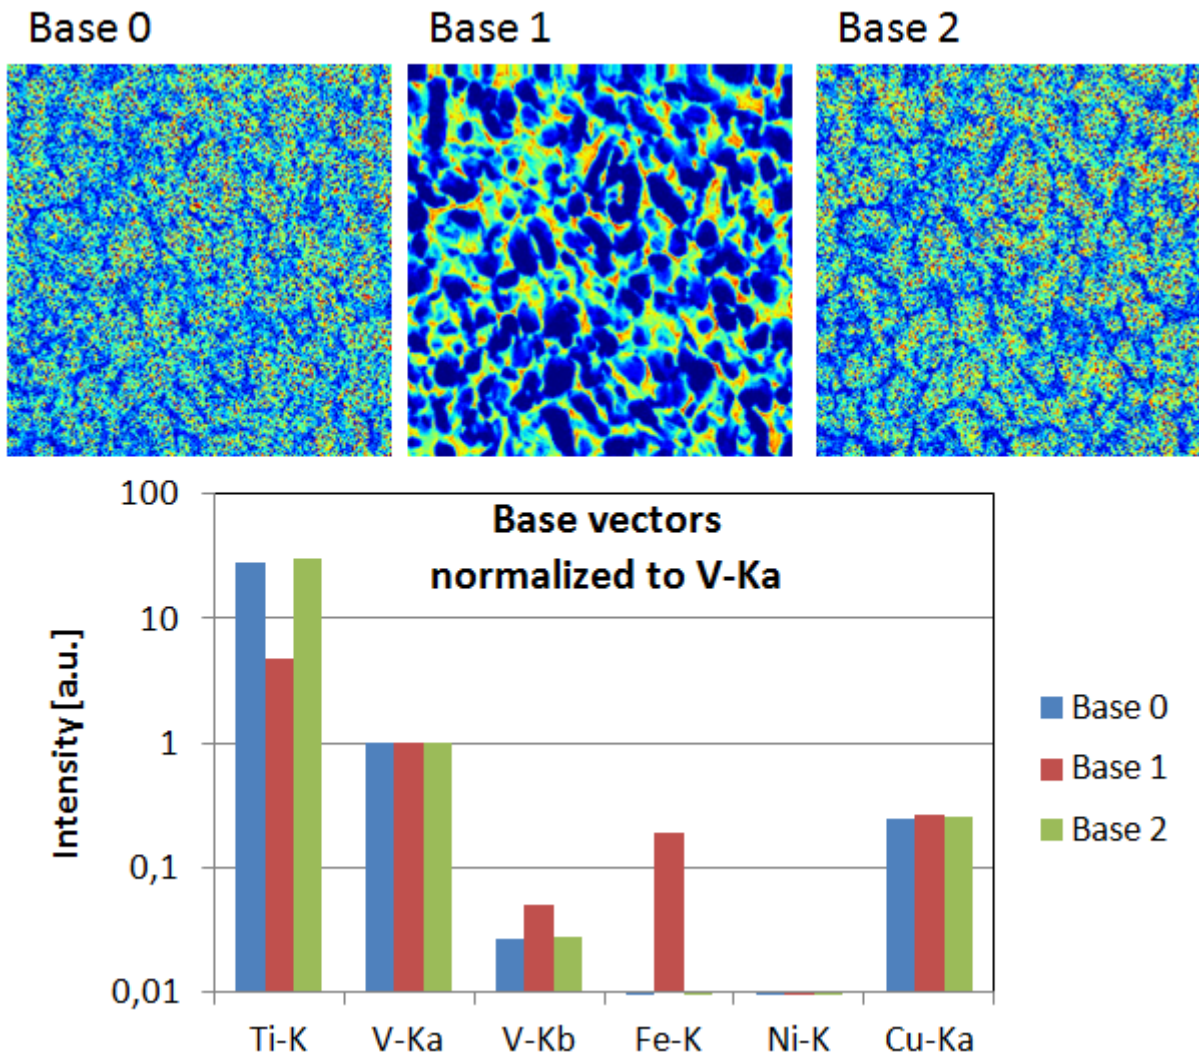 Base 0
Base 1
Base 2
Base vectors
normalized to V-Ka
Intensity [a.u.]
100
10
1
0,1
0,01
Ti-K
V-Ka
V-Kb
Fe-K
Ni-K
Cu-Ka
Base 0
Base 1
Base 2